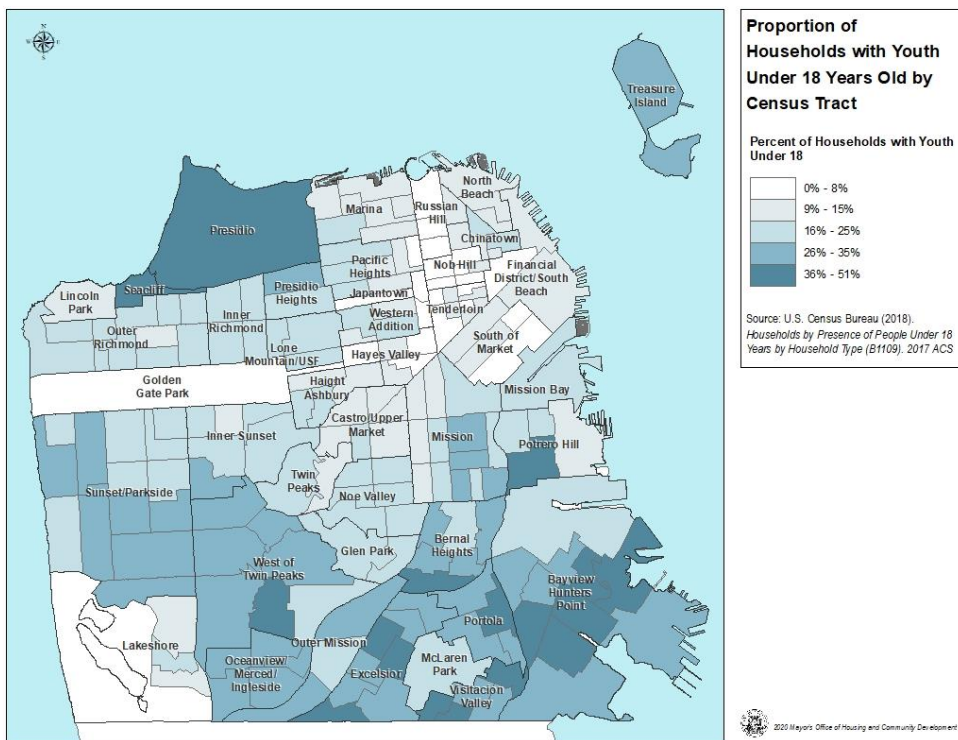 Proportion of
Households with Youth
Under 18 Years Old by
Census Tract
Percent of Households with Youth
Under 18
0% - 8%
9% - 15%
16% - 25%
26% - 35%
36% - 51%
Source: U.S. Census Bureau (2018).
Households by Presence of People Under 18
Years by Household Type (B1109). 2017 ACS
2020 Mayor's Office of Housing and Community Development
N
W
E
S
Treasure
Island
North
Beach
Marina
Russian
Hill
Presidio
Chinatown
Pacific
Heights
Nob Hill
Financial
District/South
Beach
Seacliff
Presidio
Heights
Japantown
Lincoln
Park
Inner
Richmond
Western
Addition
Tenderloin
Outer
Richmond
South of
Market
Lone
Mountain/USF
Hayes Valley
Golden
Gate Park
Haight
Ashbury
Mission Bay
Castro/Upper
Market
Inner Sunset
Mission
Potrero Hill
Twin
Peaks
Sunset/Parkside
Noe Valley
Glen Park
Bernal
Heights
West of
Twin Peaks
Bayview
Hunters
Point
Portola
Lakeshore
Outer Mission
Oceanview/
Merced/
Ingleside
McLaren
Park
Excelsior
Visitacion
Valley